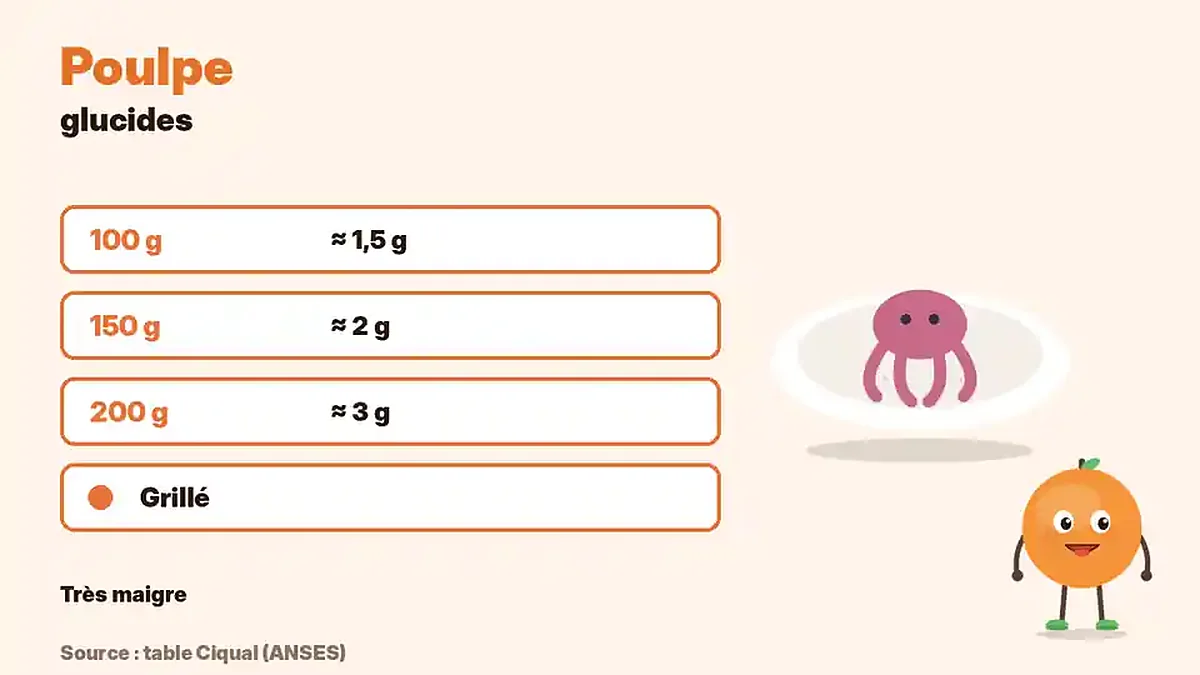 Poulpe
glucides
100 g ≈ 1,5 g
150 g ≈ 2 g
200 g ≈ 3 g
Grillé
Très maigre
Source : table Ciqual (ANSES)